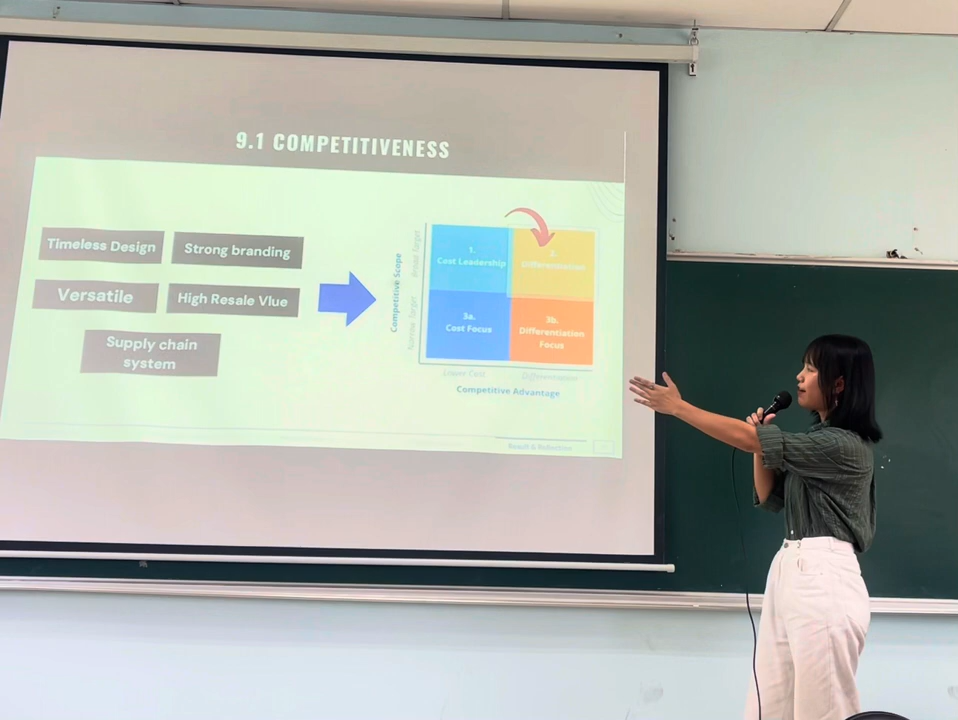 9.1 COMPETITIVENESS
Timeless Design
Strong branding
Versatile
High Resale Vlue
Supply chain
system
Competitive Scope
Broad Target
Narrow Target
1.
Cost Leadership
2.
Differentiation
3a.
Cost Focus
3b.
Differentiation
Focus
Lower Cost
Differentiation
Competitive Advantage